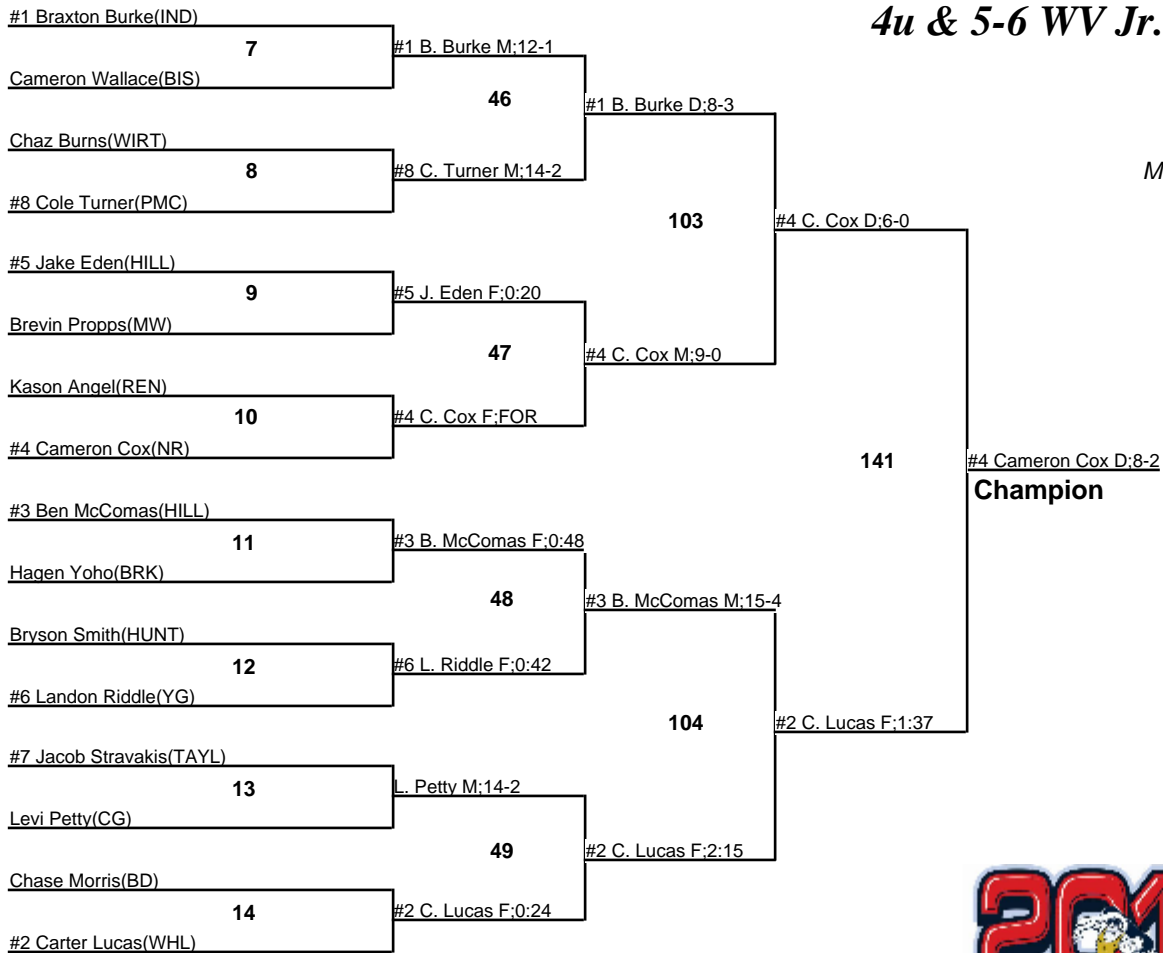 #1 Braxton Burke(IND)
4u & 5-6 WV Jr.
7
#1 B. Burke M;12-1
Cameron Wallace(BIS)
46
#1 B. Burke D;8-3
Chaz Burns(WIRT)
8
#8 C. Turner M;14-2
M
#8 Cole Turner(PMC)
103
#4 C. Cox D;6-0
#5 Jake Eden(HILL)
9
#5 J. Eden F;0:20
Brevin Propps(MW)
47
#4 C. Cox M;9-0
Kason Angel(REN)
10
#4 C. Cox F;FOR
#4 Cameron Cox(NR)
141
#4 Cameron Cox D;8-2
Champion
#3 Ben McComas(HILL)
11
#3 B. McComas F;0:48
Hagen Yoho(BRK)
48
#3 B. McComas M;15-4
Bryson Smith(HUNT)
12
#6 L. Riddle F;0:42
#6 Landon Riddle(YG)
104
#2 C. Lucas F;1:37
#7 Jacob Stravakis(TAYL)
13
L. Petty M;14-2
Levi Petty(CG)
49
#2 C. Lucas F;2:15
Chase Morris(BD)
14
#2 C. Lucas F;0:24
#2 Carter Lucas(WHL)
201